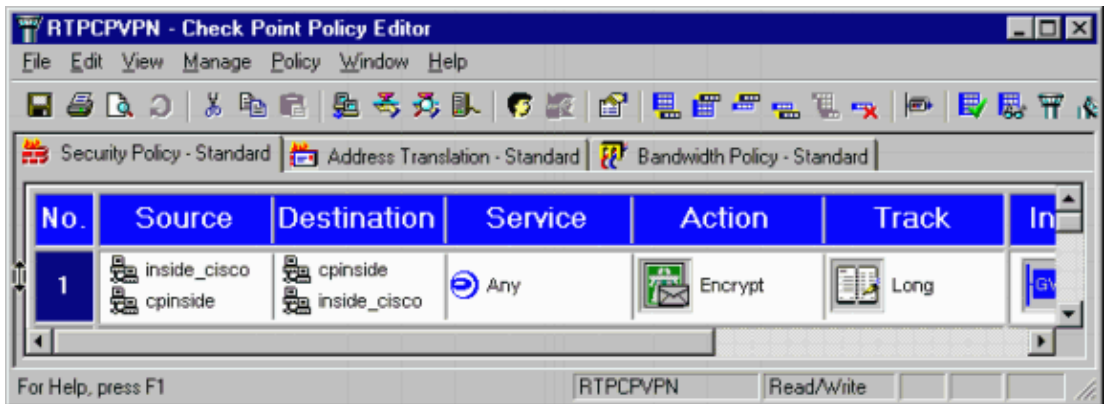 RTPCPVPN - Check Point Policy Editor
File Edit View Manage Policy Window Help
Security Policy - Standard Address Translation - Standard Bandwidth Policy - Standard
No. Source Destination Service Action Track In
1 inside_cisco cpinside Any Encrypt Long GW
cpinside inside_cisco
For Help, press F1 RTPCPVPN Read/Write